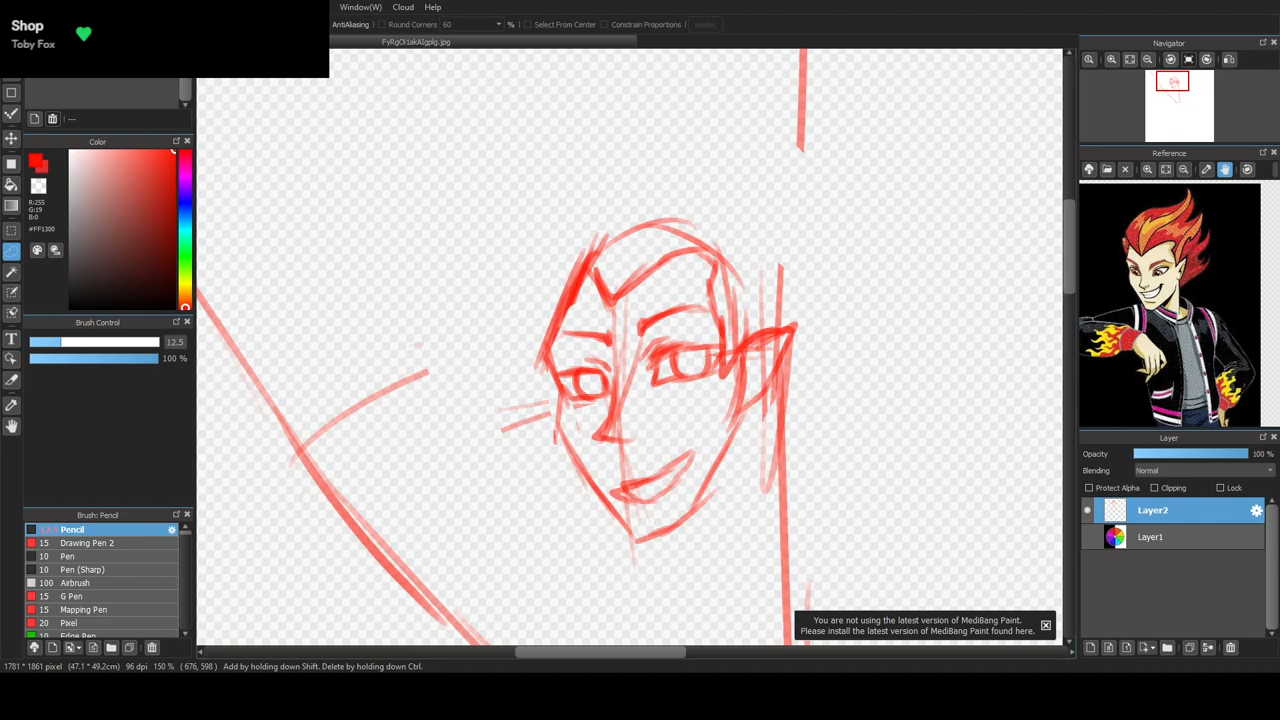 Shop
Toby Fox
Window(W) Cloud Help
AntiAliasing Round Corners 60 % Select From Center Constrain Proportions reselec
FyRgOi1akAIgplg.jpg
Navigator
---
Color
R:255
G:19
B:0
#FF1300
Reference
Brush Control
12.5
100 %
Layer
Opacity 100 %
Blending Normal
Protect Alpha Clipping Lock
Layer2
Layer1
Brush: Pencil
12.5 Pencil
15 Drawing Pen 2
10 Pen
10 Pen (Sharp)
100 Airbrush
15 G Pen
15 Mapping Pen
20 Pixel
10 Edge Pen
You are not using the latest version of MediBang Paint.
Please install the latest version of MediBang Paint found here.
1781 * 1861 pixel (47.1 * 49.2cm) 96 dpi 150 % ( 676, 598 ) Add by holding down Shift. Delete by holding down Ctrl.